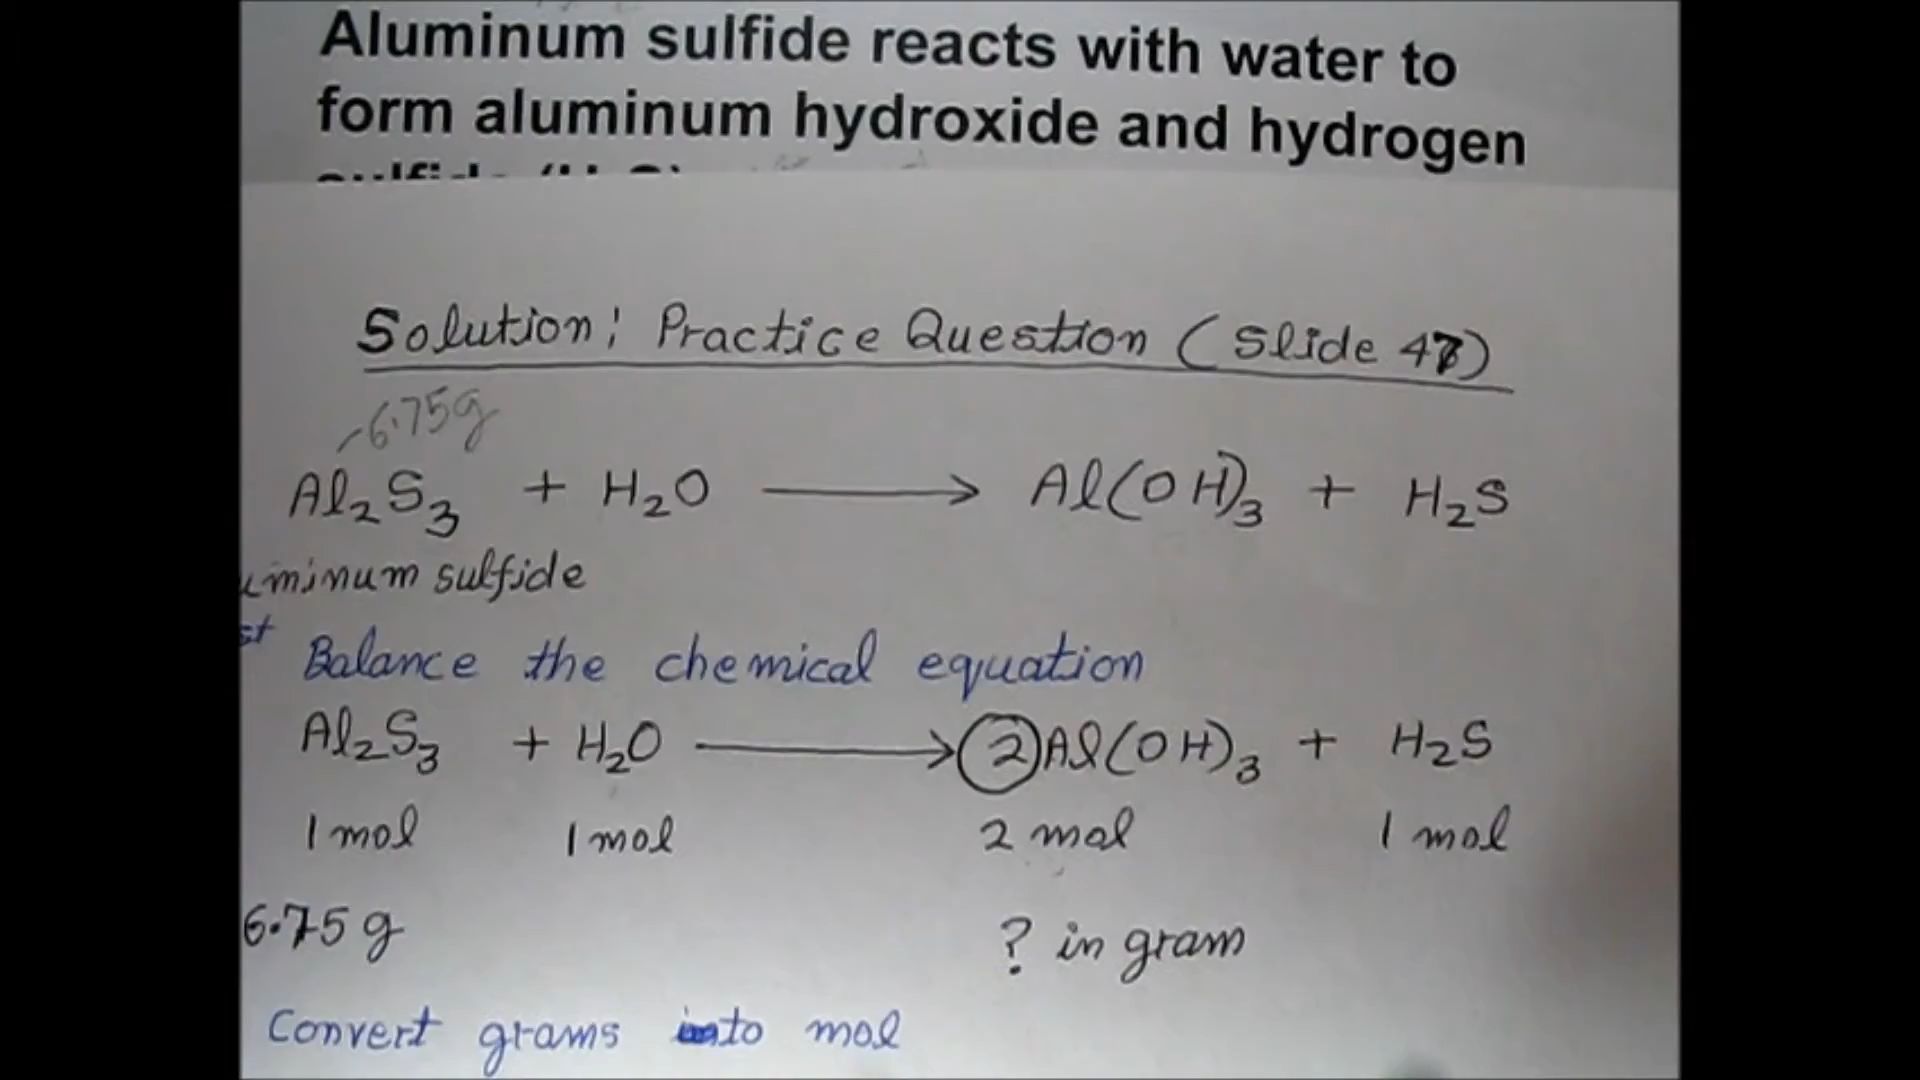 Aluminum sulfide reacts with water to
form aluminum hydroxide and hydrogen
Solution: Practice Question (Slide 47)
6.75g
Al₂S₃ + H₂O ⟶ Al(OH)₃ + H₂S
uminum sulfide
st
Balance the chemical equation
Al₂S₃ + H₂O ⟶ 2Al(OH)₃ + H₂S
1 mol 1 mol 2 mol 1 mol
6.75 g ? in gram
Convert grams into mol